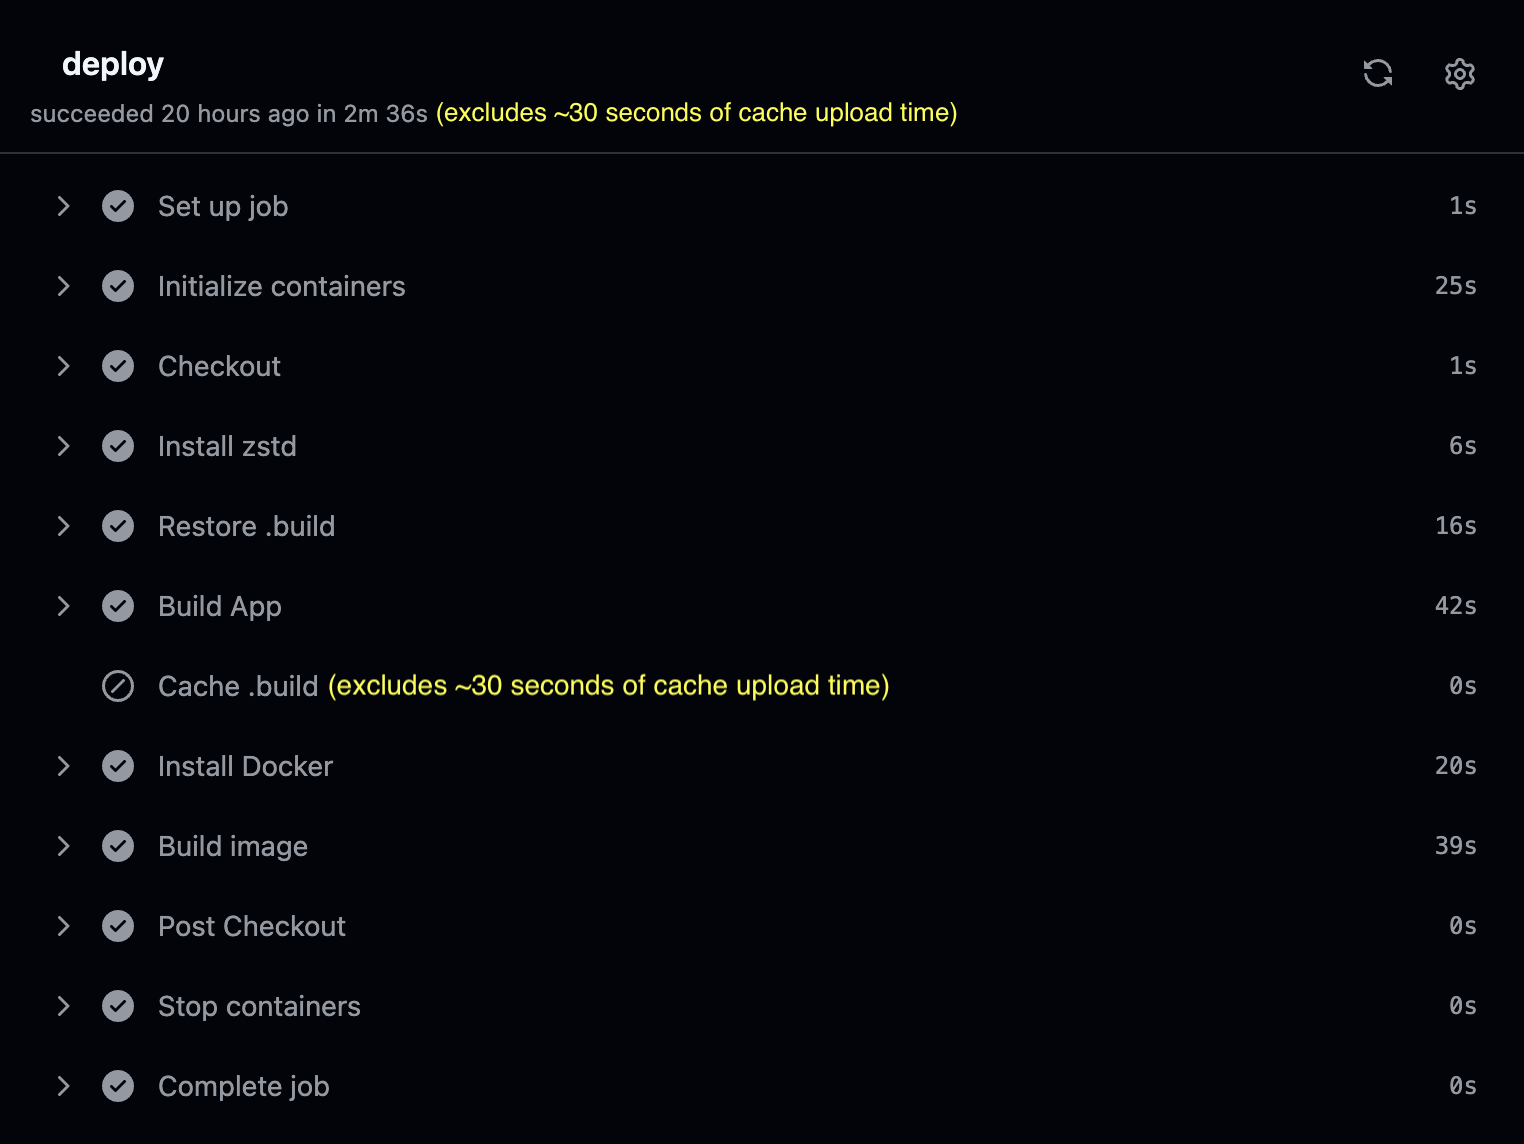 deploy
succeeded 20 hours ago in 2m 36s (excludes ~30 seconds of cache upload time)
Set up job 1s
Initialize containers 25s
Checkout 1s
Install zstd 6s
Restore .build 16s
Build App 42s
Cache .build (excludes ~30 seconds of cache upload time) 0s
Install Docker 20s
Build image 39s
Post Checkout 0s
Stop containers 0s
Complete job 0s